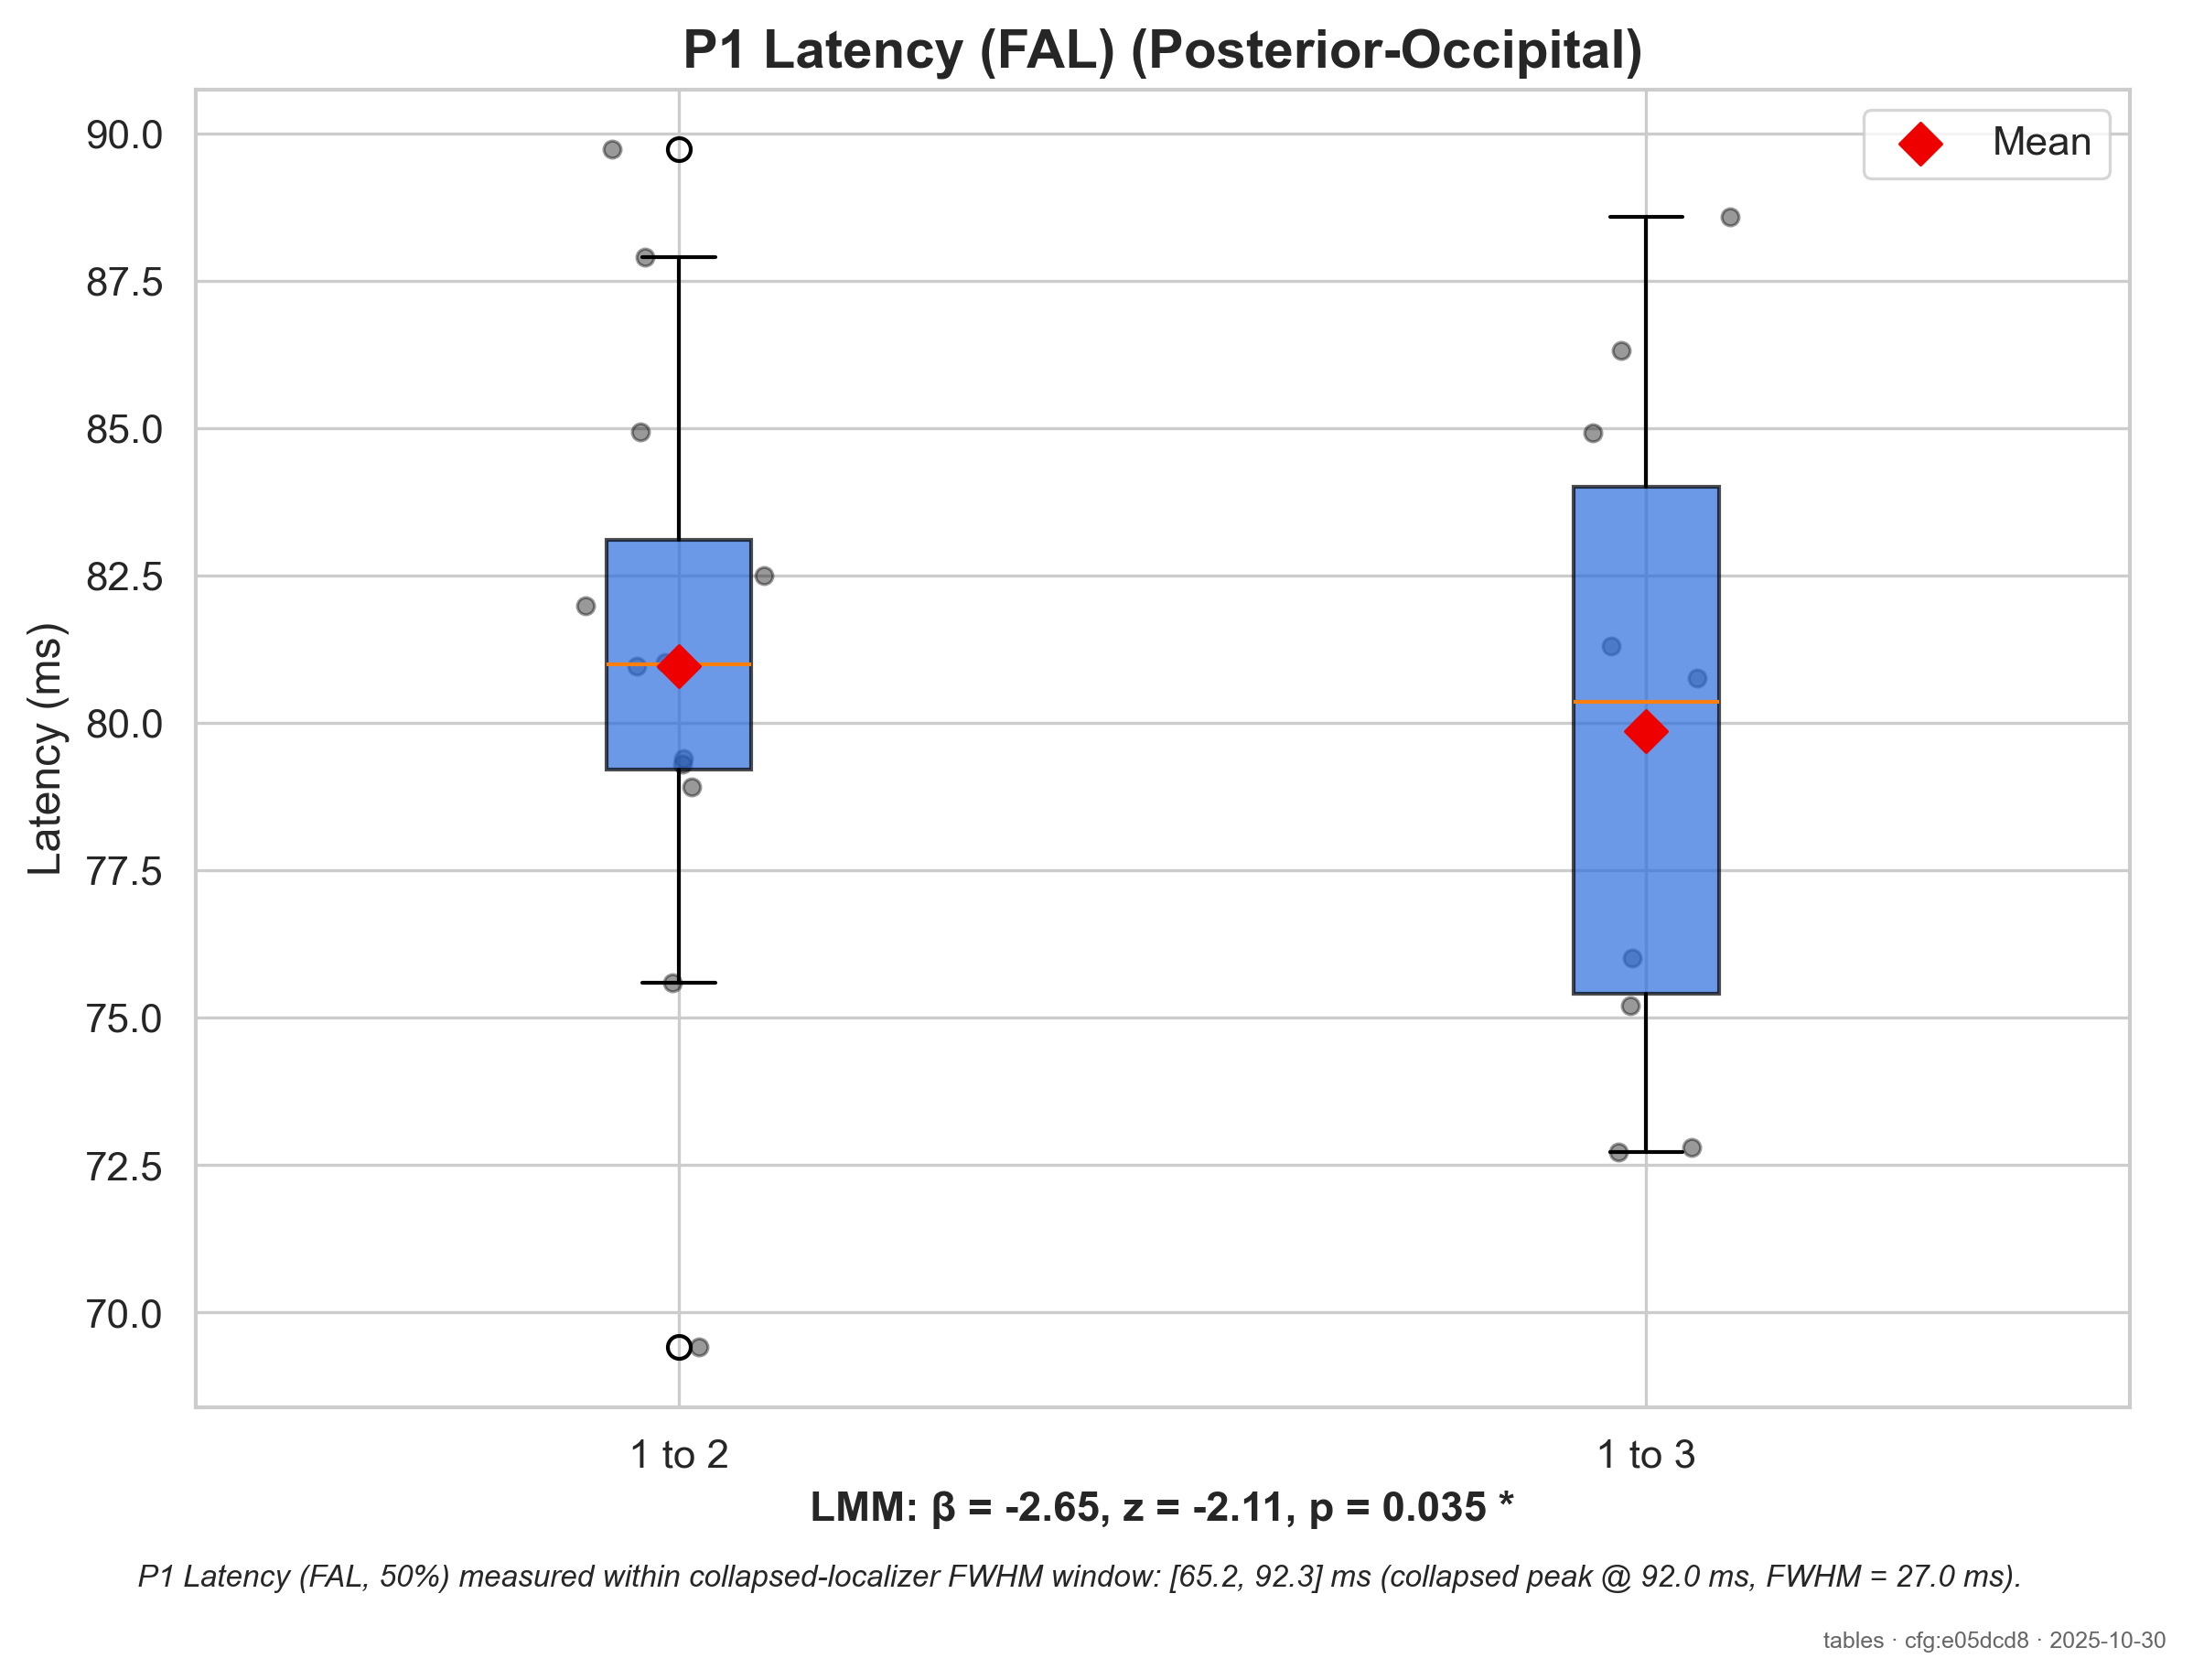 P1 Latency (FAL) (Posterior-Occipital)
Mean
Latency (ms)
90.0
87.5
85.0
82.5
80.0
77.5
75.0
72.5
70.0
1 to 2
1 to 3
LMM: β = -2.65, z = -2.11, p = 0.035 *
P1 Latency (FAL, 50%) measured within collapsed-localizer FWHM window: [65.2, 92.3] ms (collapsed peak @ 92.0 ms, FWHM = 27.0 ms).
tables · cfg:e05dcd8 · 2025-10-30